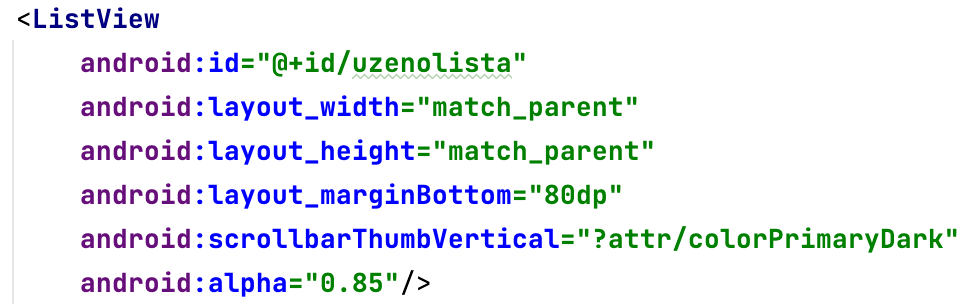 <ListView
android:id="@+id/uzenolista"
android:layout_width="match_parent"
android:layout_height="match_parent"
android:layout_marginBottom="80dp"
android:scrollbarThumbVertical="?attr/colorPrimaryDark"
android:alpha="0.85"/>